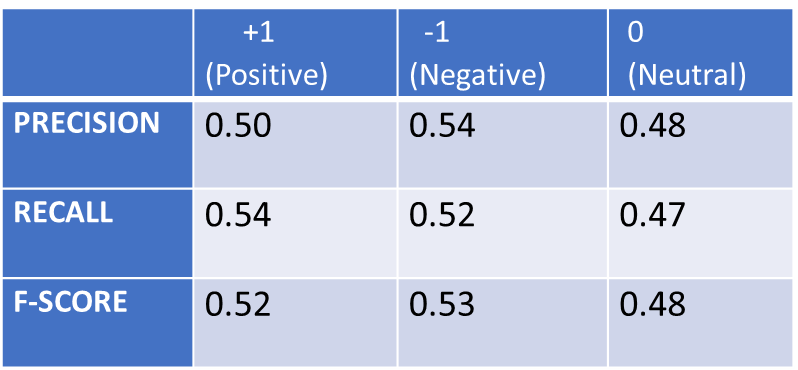 +1 -1 0
(Positive) (Negative) (Neutral)
PRECISION 0.50 0.54 0.48
RECALL 0.54 0.52 0.47
F-SCORE 0.52 0.53 0.48